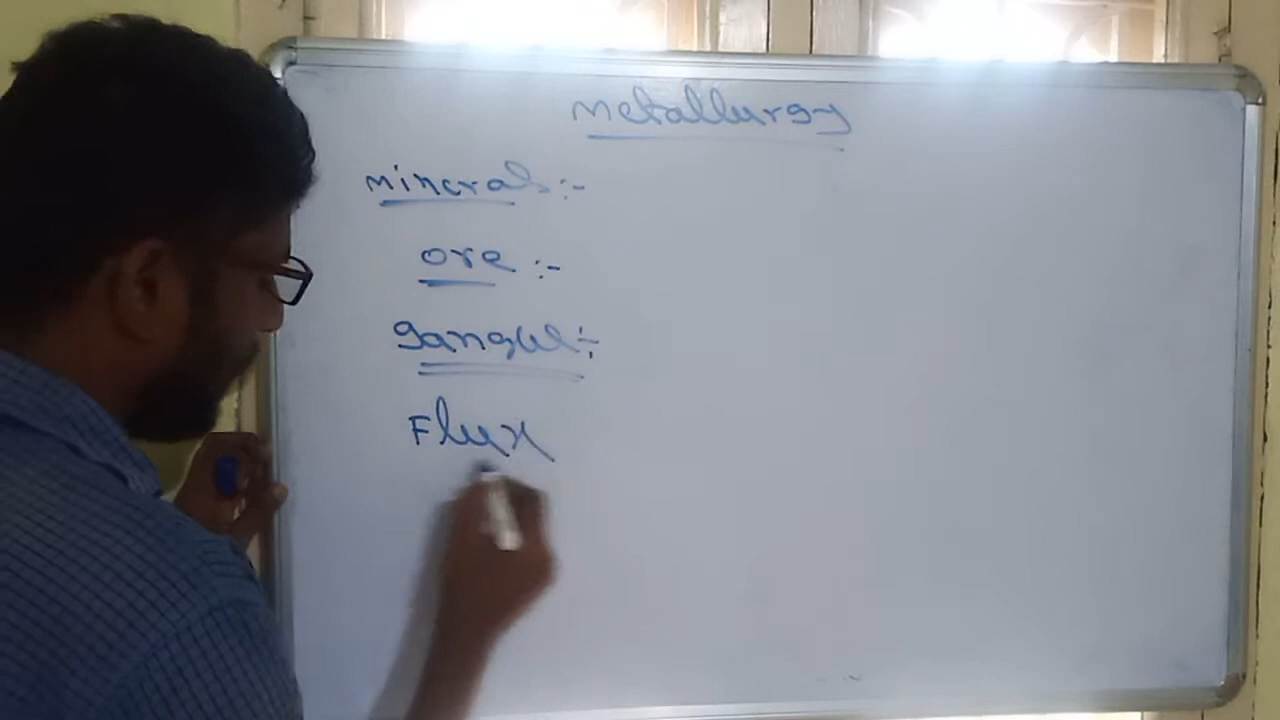 Metallurgy
Minerals:-
ore :-
gangue:-
Flux